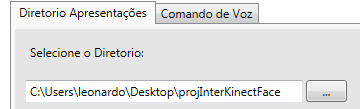 Diretorio Apresentações Comando de Voz
Selecione o Diretorio:
C:\Users\leonardo\Desktop\projInterKinectFace ...